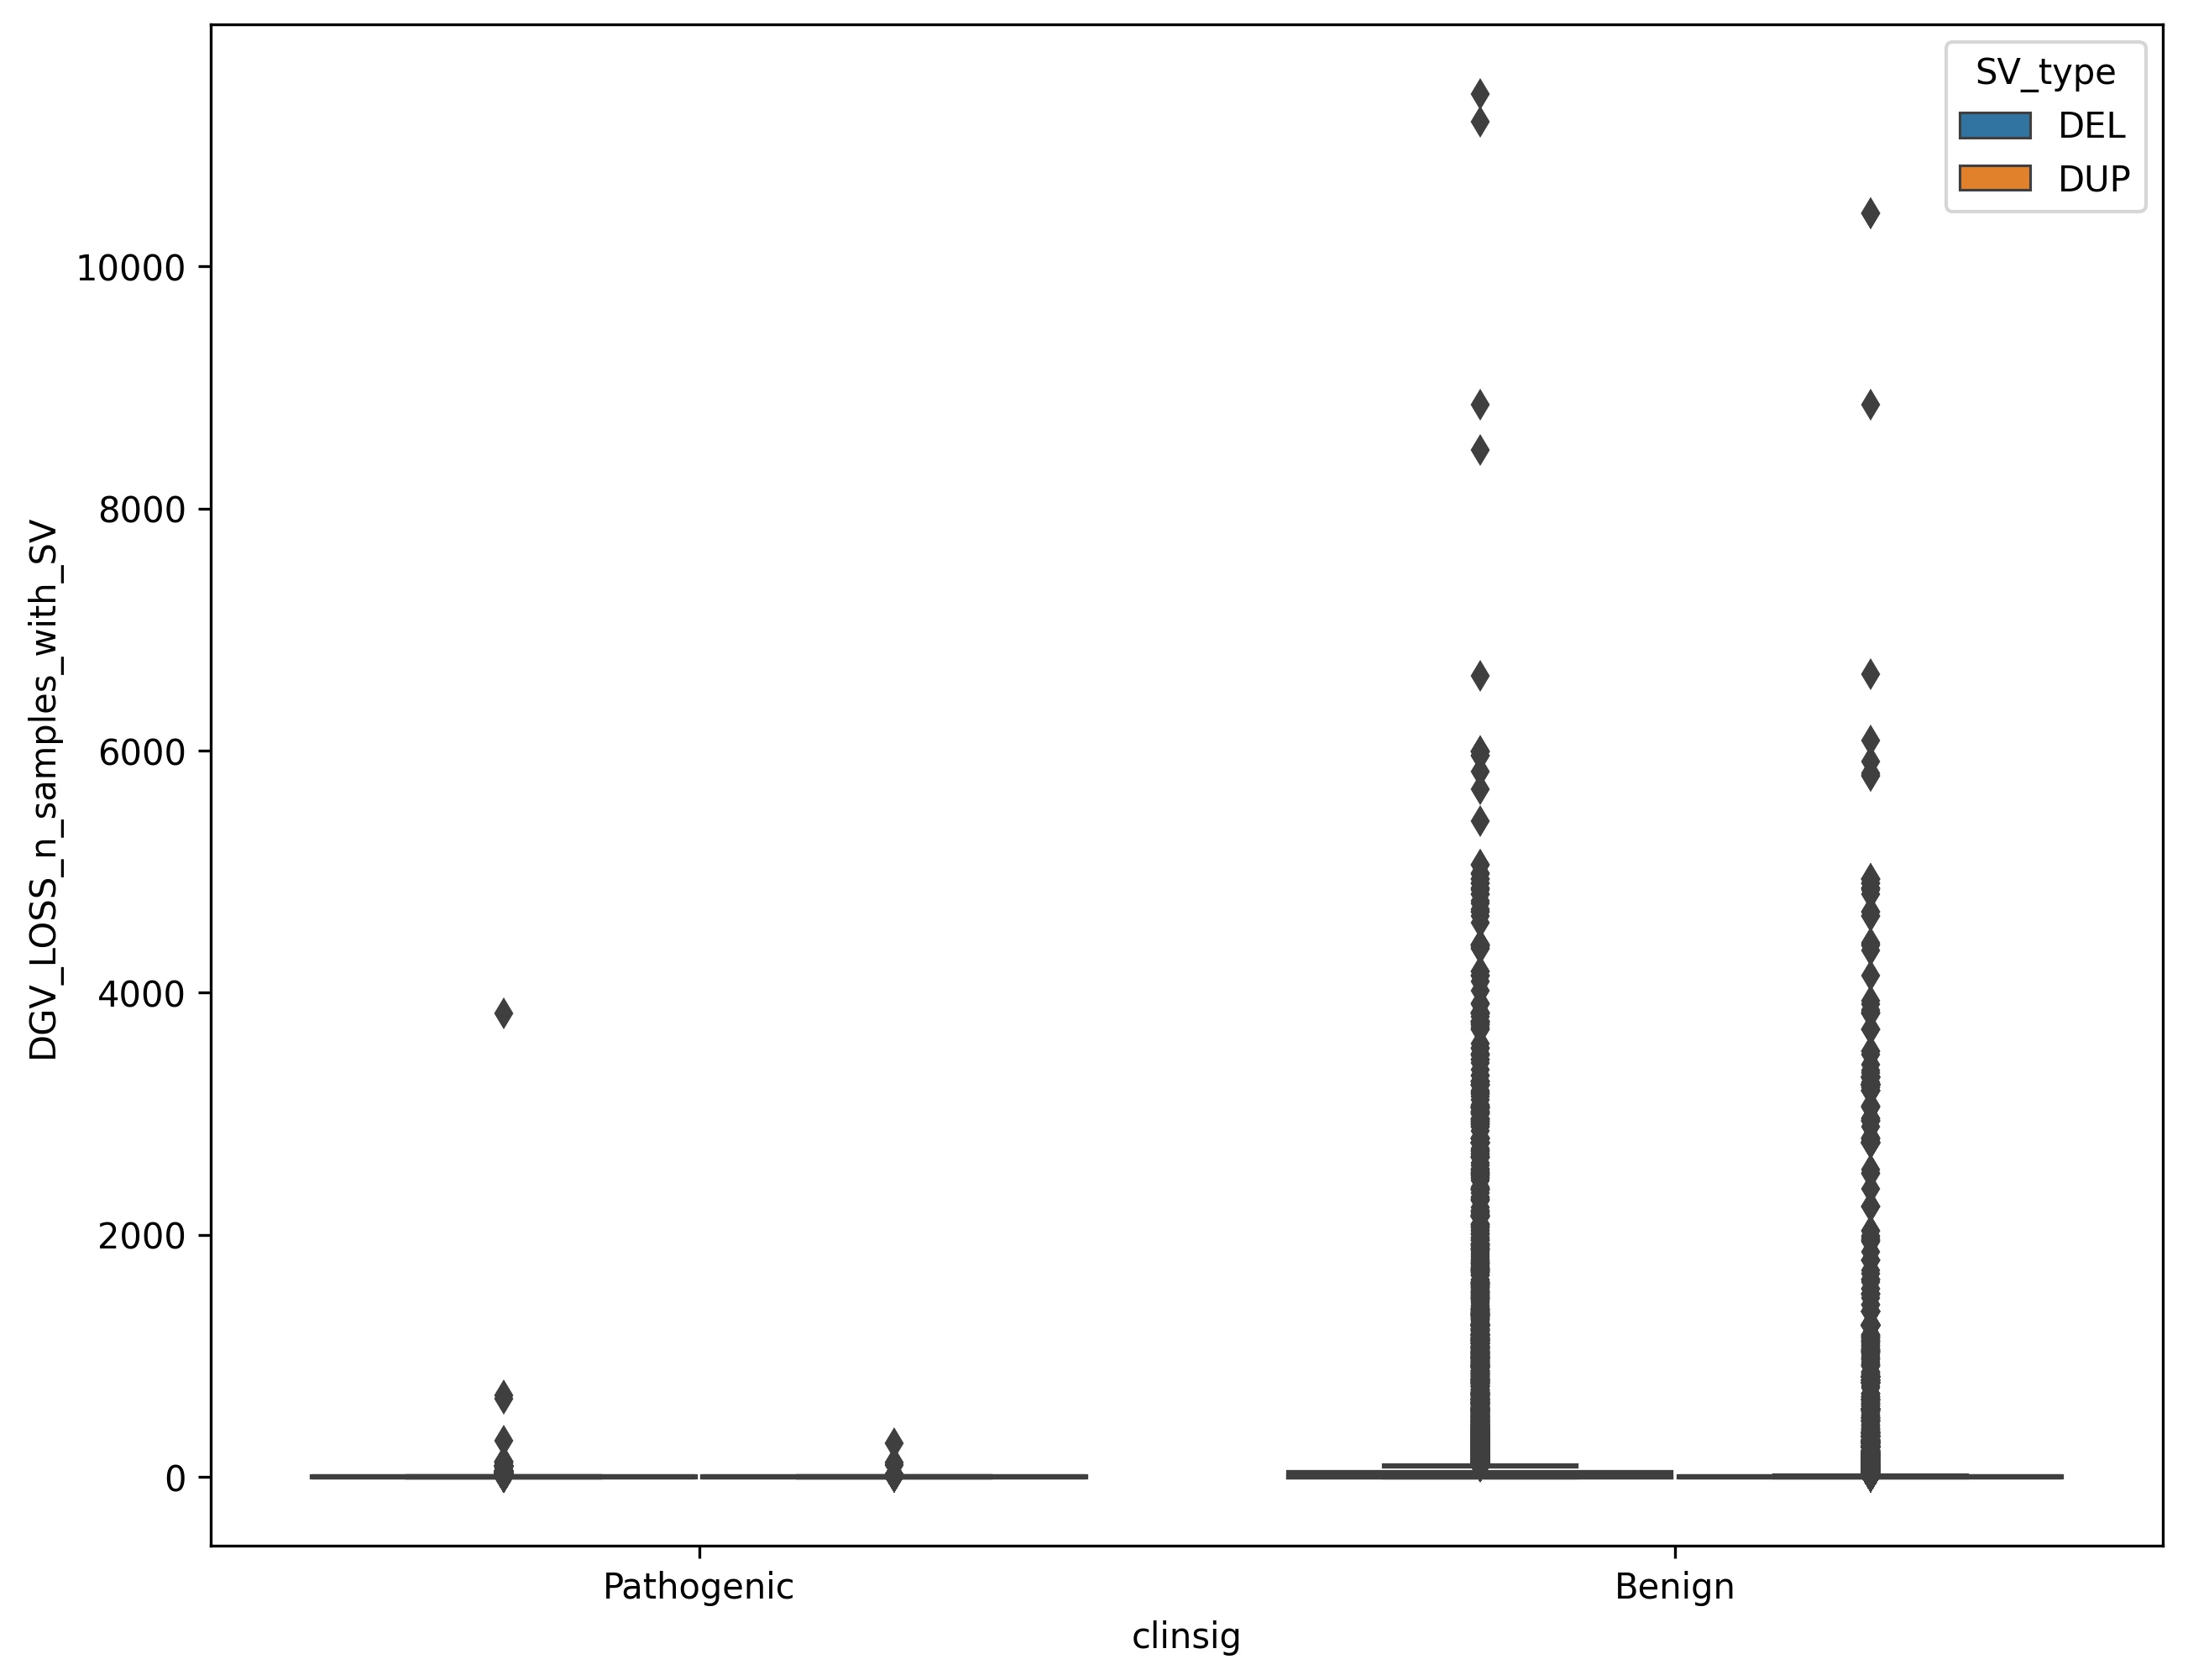 SV_type
DEL
DUP
10000
8000
6000
4000
2000
0
DGV_LOSS_n_samples_with_SV
Pathogenic
Benign
clinsig